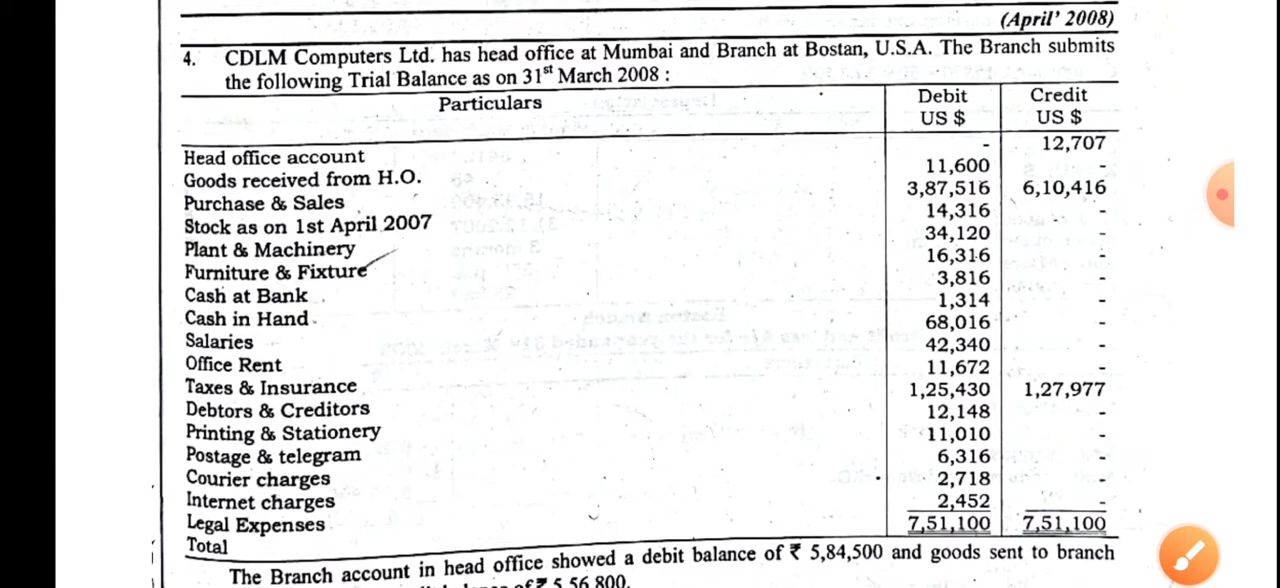 (April' 2008)
4. CDLM Computers Ltd. has head office at Mumbai and Branch at Bostan, U.S.A. The Branch submits
the following Trial Balance as on 31st March 2008 :
Particulars Debit US $ Credit US $
Head office account - 12,707
Goods received from H.O. 11,600 -
Purchase & Sales 3,87,516 6,10,416
Stock as on 1st April 2007 14,316 -
Plant & Machinery 34,120 -
Furniture & Fixture 16,316 -
Cash at Bank 3,816 -
Cash in Hand 1,314 -
Salaries 68,016 -
Office Rent 42,340 -
Taxes & Insurance 11,672 -
Debtors & Creditors 1,25,430 1,27,977
Printing & Stationery 12,148 -
Postage & telegram 11,010 -
Courier charges 6,316 -
Internet charges 2,718 -
Legal Expenses 2,452 -
Total 7,51,100 7,51,100
The Branch account in head office showed a debit balance of ₹ 5,84,500 and goods sent to branch
of ₹ 5,56,800.